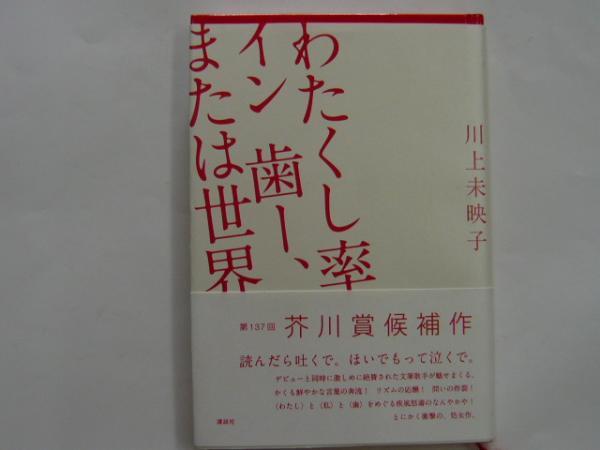 わたくし率
イン 歯ー、
または世界
川上未映子
第137回 芥川賞候補作
読んだら吐くで。ほいでもって泣くで。
デビューと同時に激しめに絶賛された文筆歌手が魅せまくる、
かくも鮮やかな言葉の奔流! リズムの応酬! 問いの炸裂!
〈わたし〉と〈私〉と〈歯〉をめぐる疾風怒濤のなんやかや!
とにかく衝撃の、処女作。
講談社